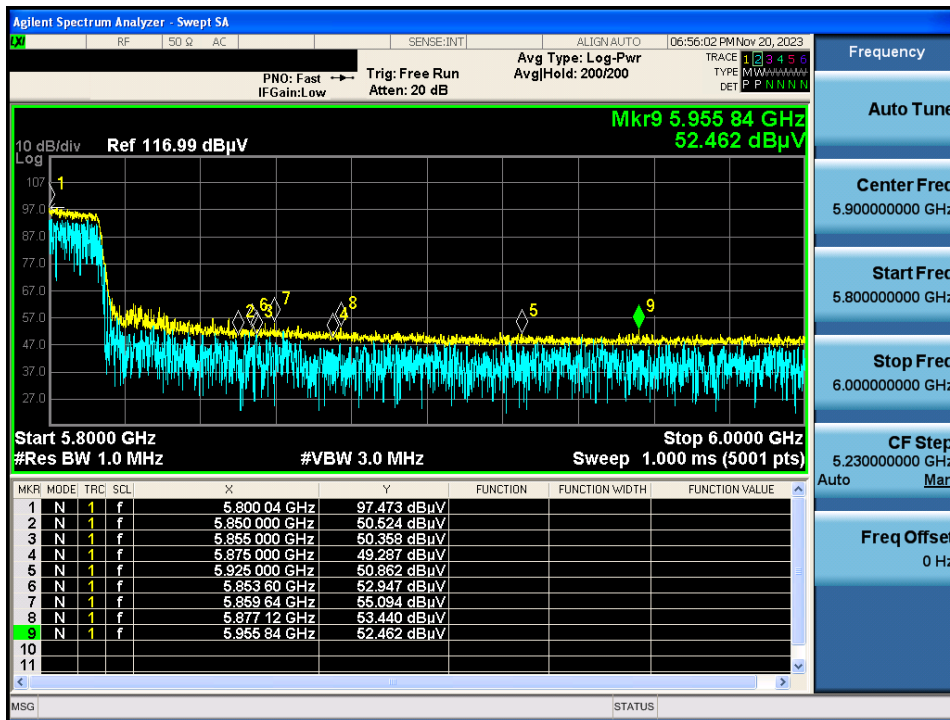 Agilent Spectrum Analyzer - Swept SA
LXI RF 50 Ω AC SENSE:INT ALIGN AUTO 06:56:02 PM Nov 20, 2023
PNO: Fast
IFGain:Low
Trig: Free Run
Atten: 20 dB
Avg Type: Log-Pwr
Avg|Hold: 200/200
TRACE 1 2 3 4 5 6
TYPE M W W W W W
DET P P N N N N
Mkr9 5.955 84 GHz
52.462 dBµV
10 dB/div Ref 116.99 dBµV
Log
107
97.0
87.0
77.0
67.0
57.0
47.0
37.0
27.0
1
2
6
3
7
4
8
5
9
Start 5.8000 GHz Stop 6.0000 GHz
#Res BW 1.0 MHz #VBW 3.0 MHz Sweep 1.000 ms (5001 pts)
MKR MODE TRC SCL X Y FUNCTION FUNCTION WIDTH FUNCTION VALUE
1 N 1 f 5.800 04 GHz 97.473 dBµV
2 N 1 f 5.850 000 GHz 50.524 dBµV
3 N 1 f 5.855 000 GHz 50.358 dBµV
4 N 1 f 5.875 000 GHz 49.287 dBµV
5 N 1 f 5.925 000 GHz 50.862 dBµV
6 N 1 f 5.853 60 GHz 52.947 dBµV
7 N 1 f 5.859 64 GHz 55.094 dBµV
8 N 1 f 5.877 12 GHz 53.440 dBµV
9 N 1 f 5.955 84 GHz 52.462 dBµV
10
11
MSG STATUS
Frequency
Auto Tune
Center Freq
5.900000000 GHz
Start Freq
5.800000000 GHz
Stop Freq
6.000000000 GHz
CF Step
5.230000000 GHz
Auto Man
Freq Offset
0 Hz